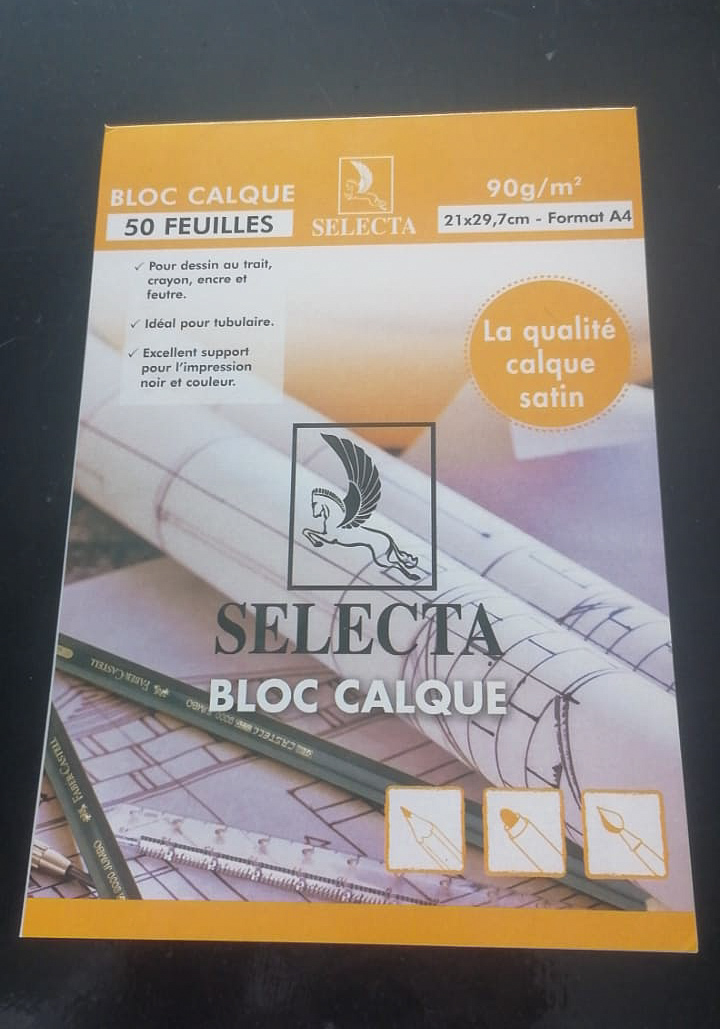 BLOC CALQUE
50 FEUILLES
SELECTA
90g/m²
21x29,7cm - Format A4
✓ Pour dessin au trait,
crayon, encre et
feutre.
✓ Idéal pour tubulaire.
✓ Excellent support
pour l'impression
noir et couleur.
La qualité
calque
satin
SELECTA
BLOC CALQUE
FABER CASTELL
CASTELL 9000 JUMBO
FABER CASTELL
9000 JUMBO